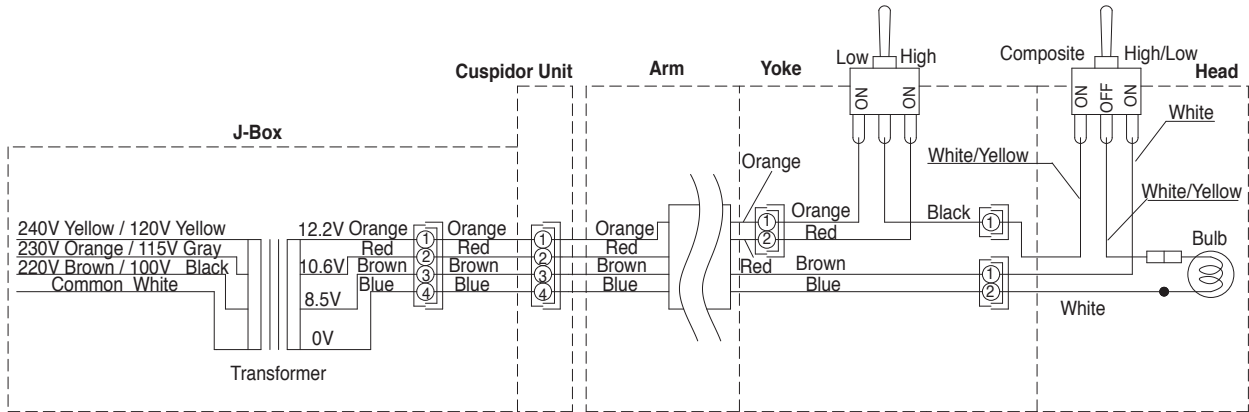 Low High
Composite High/Low
Cuspidor Unit Arm Yoke Head
ON ON
ON OFF ON
J-Box
White
White/Yellow
Orange
White/Yellow
240V Yellow / 120V Yellow
230V Orange / 115V Gray
220V Brown / 100V Black
Common White
12.2V Orange
Red
10.6V Brown
Blue
8.5V
0V
1
2
3
4
Orange
Red
Brown
Blue
1
2
3
4
Orange
Red
Brown
Blue
1
2
Orange
Red
Red
Black
1
Brown
Blue
1
2
White
Bulb
Transformer